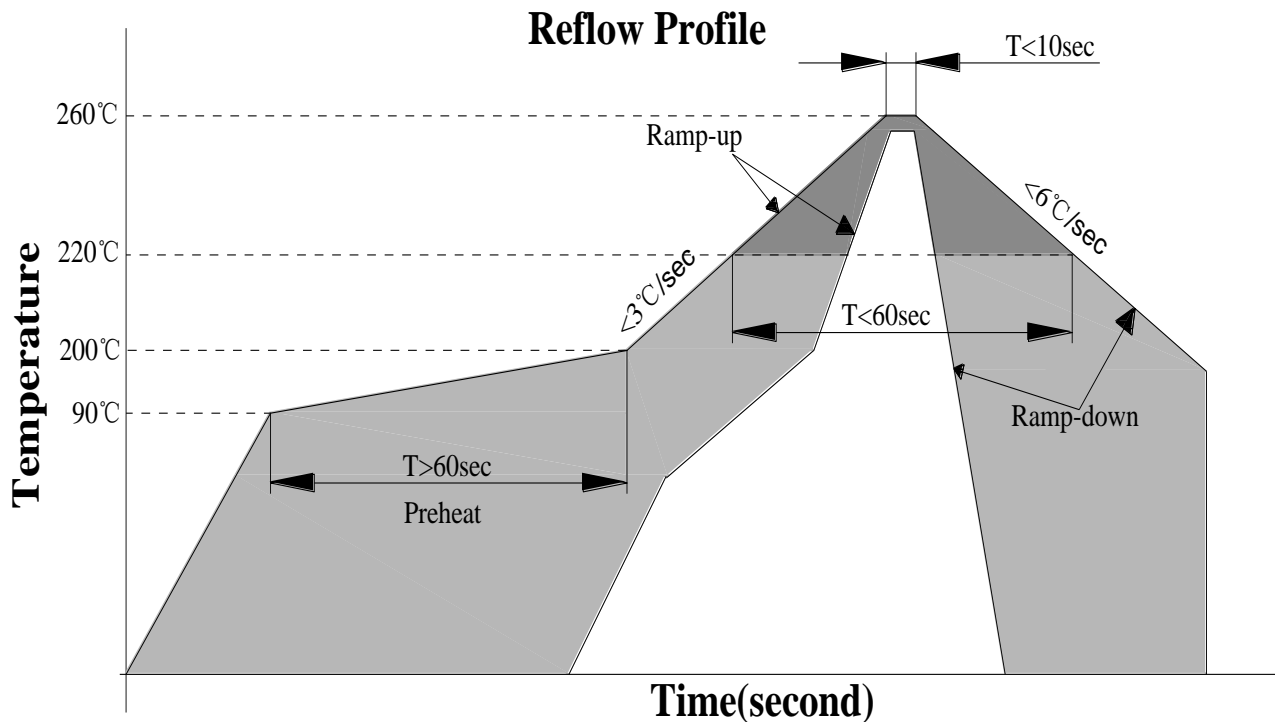 Reflow Profile
T<10sec
260℃
Ramp-up
<6℃/sec
220℃
<3℃/sec
T<60sec
200℃
90℃
Ramp-down
T>60sec
Preheat
Temperature
Time(second)